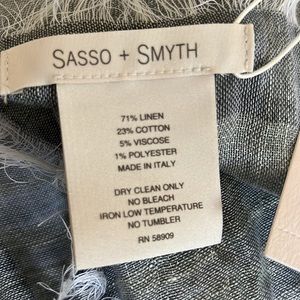 SASSO + SMYTH
71% LINEN
23% COTTON
5% VISCOSE
1% POLYESTER
MADE IN ITALY
DRY CLEAN ONLY
NO BLEACH
IRON LOW TEMPERATURE
NO TUMBLER
RN 58909